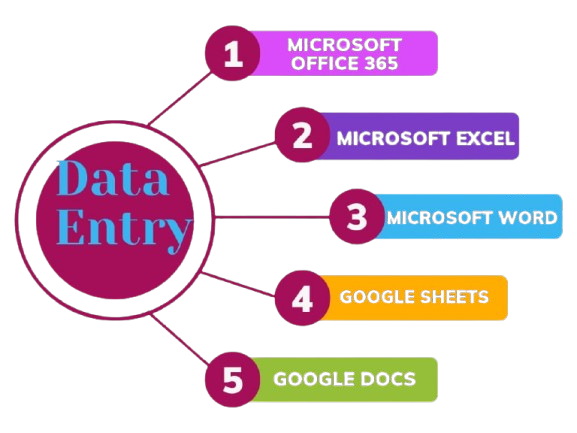 Data
Entry
1
MICROSOFT
OFFICE 365
2
MICROSOFT EXCEL
3
MICROSOFT WORD
4
GOOGLE SHEETS
5
GOOGLE DOCS